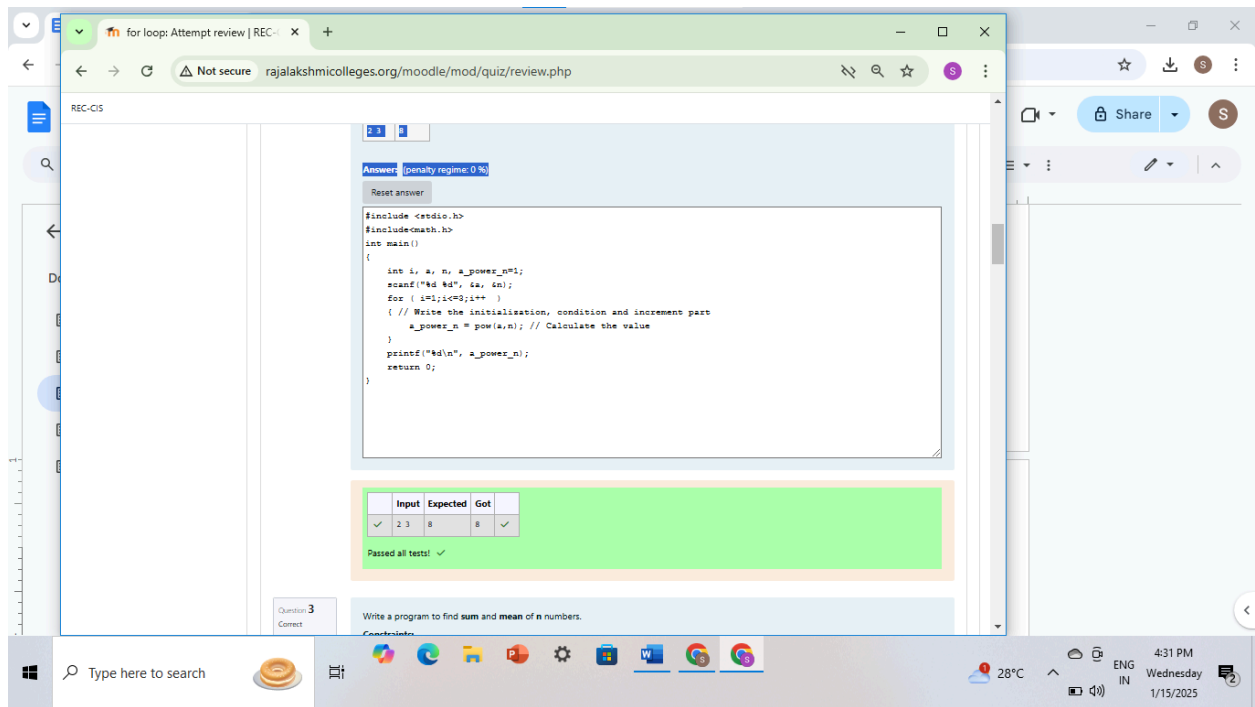 for loop: Attempt review | REC-
Not secure
rajalakshmicolleges.org/moodle/mod/quiz/review.php
S
S
Share
S
REC-CIS
2 3
8
Answer: (penalty regime: 0 %)
Reset answer
#include <stdio.h>
#include<math.h>
int main()
{
int i, a, n, a_power_n=1;
scanf("%d %d", &a, &n);
for ( i=1;i<=3;i++ )
{ // Write the initialization, condition and increment part
a_power_n = pow(a,n); // Calculate the value
}
printf("%d\n", a_power_n);
return 0;
}
Input Expected Got
2 3 8 8
Passed all tests!
Question 3
Correct
Write a program to find sum and mean of n numbers.
Constraints:
Type here to search
28°C
ENG
IN
4:31 PM
Wednesday
1/15/2025
2